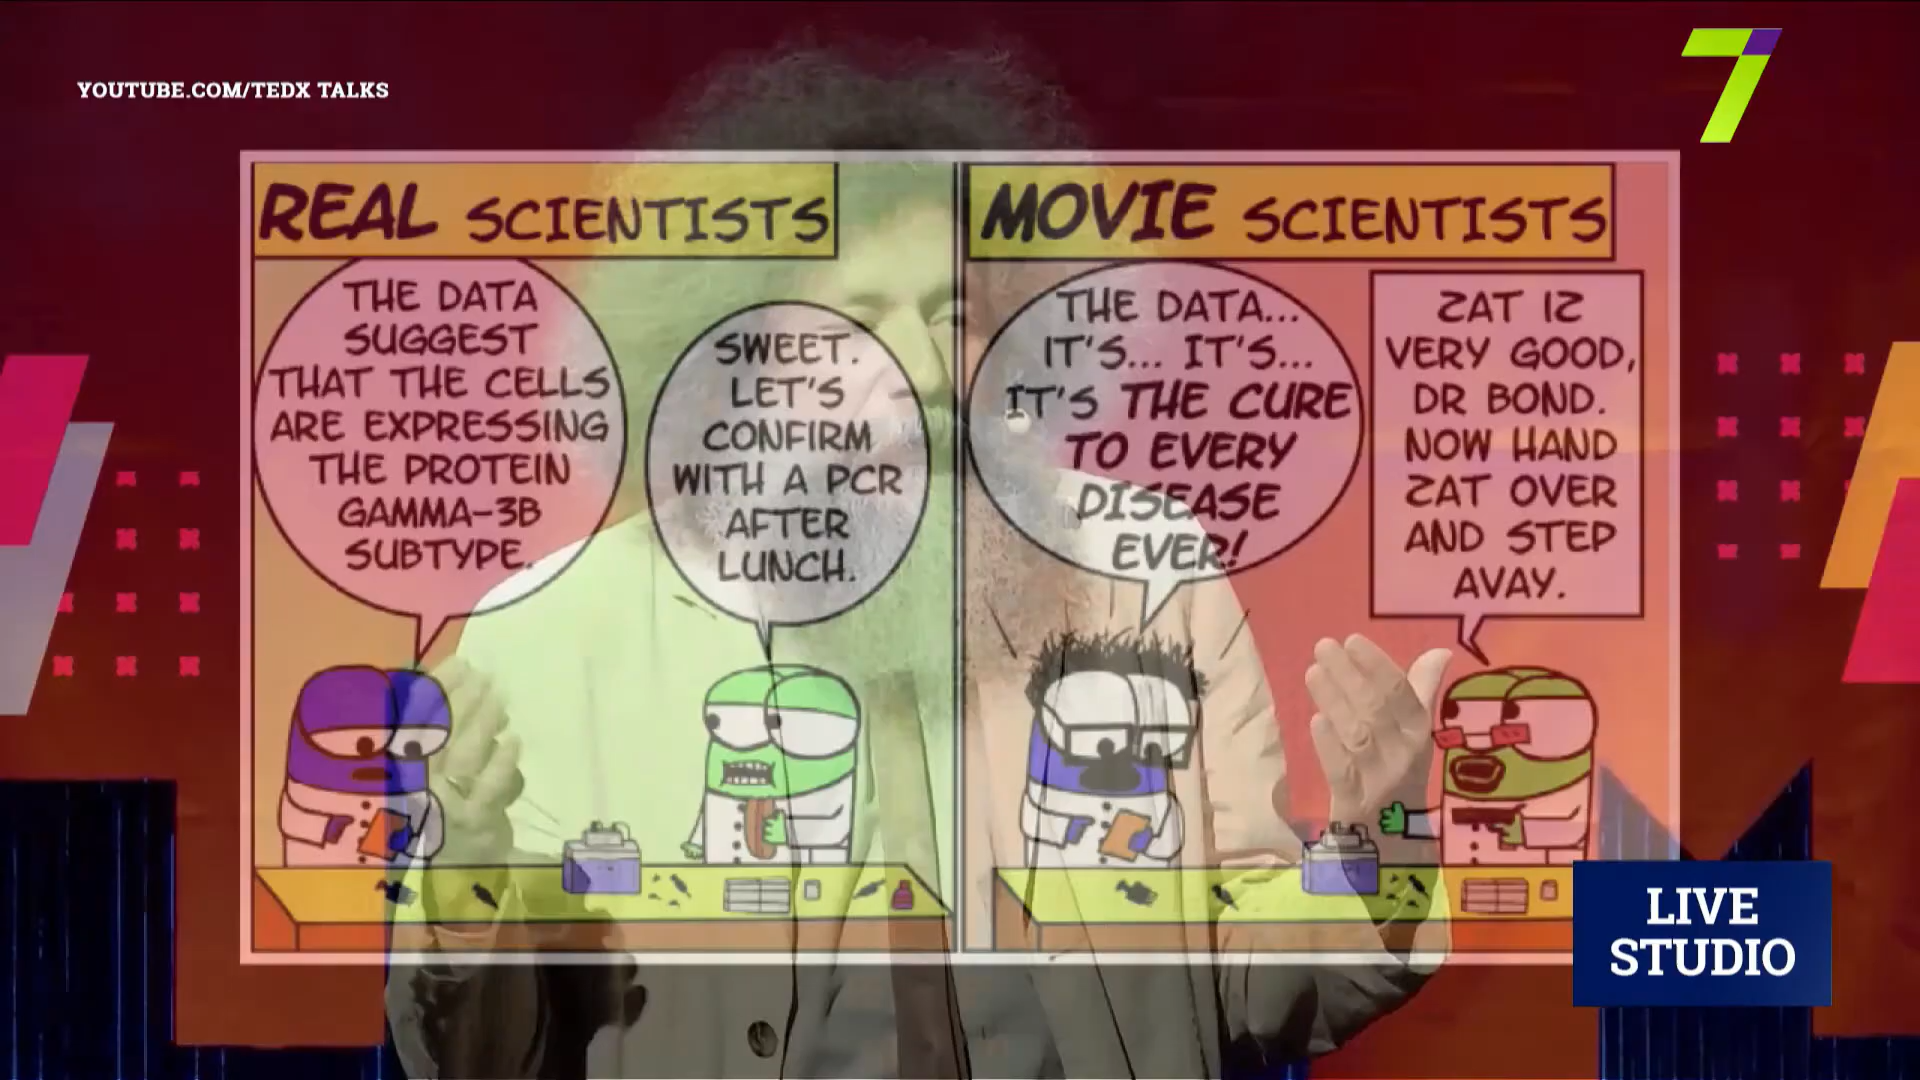 YOUTUBE.COM/TEDX TALKS
7
REAL SCIENTISTS
THE DATA
SUGGEST
THAT THE CELLS
ARE EXPRESSING
THE PROTEIN
GAMMA-3B
SUBTYPE.
SWEET.
LET'S
CONFIRM
WITH A PCR
AFTER
LUNCH.
MOVIE SCIENTISTS
THE DATA...
IT'S... IT'S...
IT'S THE CURE
TO EVERY
DISEASE
EVER!
ZAT IZ
VERY GOOD,
DR BOND.
NOW HAND
ZAT OVER
AND STEP
AVAY.
LIVE
STUDIO